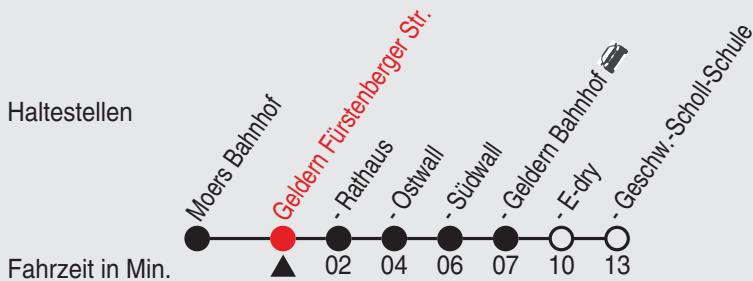 Haltestellen
Moers Bahnhof
Geldern Fürstenberger Str.
- Rathaus
- Ostwall
- Südwall
- Geldern Bahnhof
- E-dry
- Geschw.-Scholl-Schule
Fahrzeit in Min.
02 04 06 07 10 13